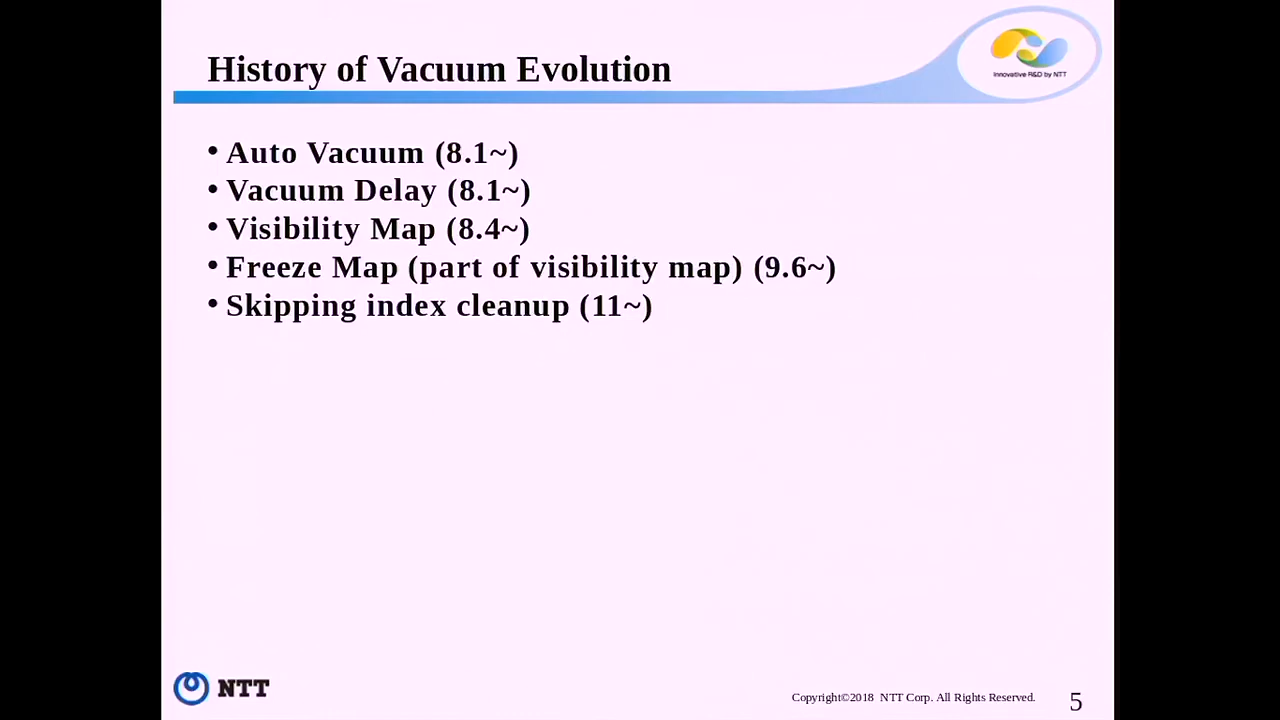 History of Vacuum Evolution
Innovative R&D by NTT
• Auto Vacuum (8.1~)
• Vacuum Delay (8.1~)
• Visibility Map (8.4~)
• Freeze Map (part of visibility map) (9.6~)
• Skipping index cleanup (11~)
NTT
Copyright©2018 NTT Corp. All Rights Reserved.
5